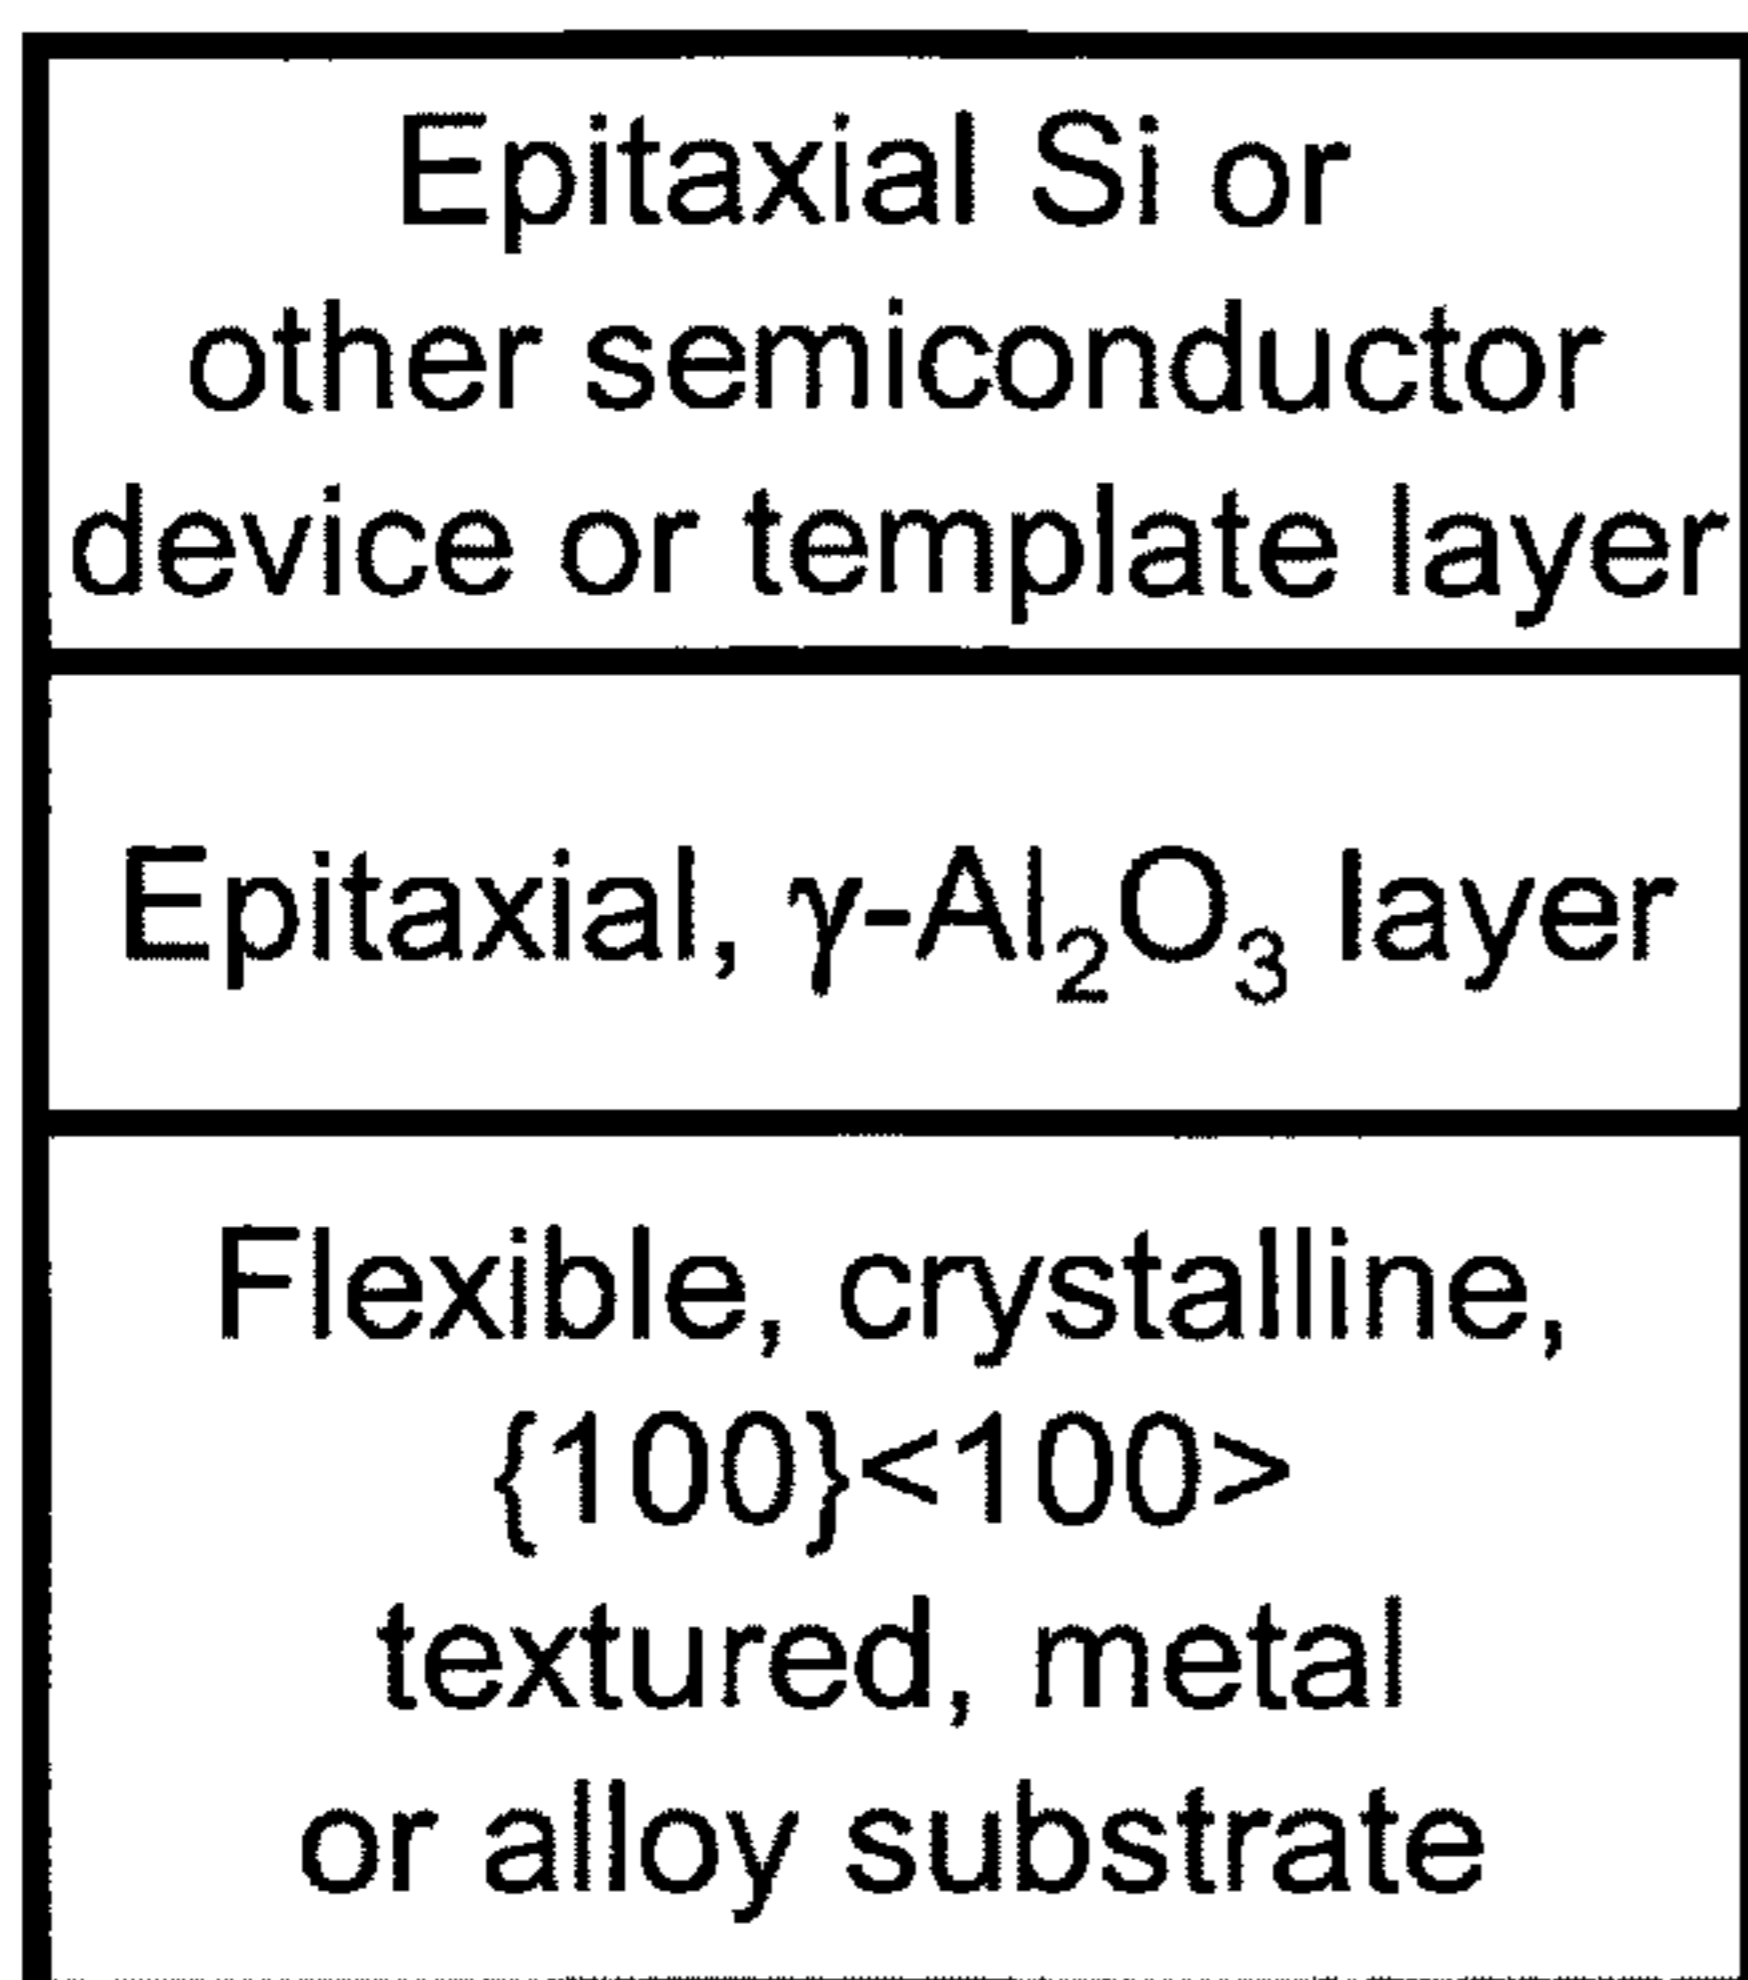 Epitaxial Si or
other semiconductor
device or template layer
Epitaxial, γ-Al₂O₃ layer
Flexible, crystalline,
{100}<100>
textured, metal
or alloy substrate